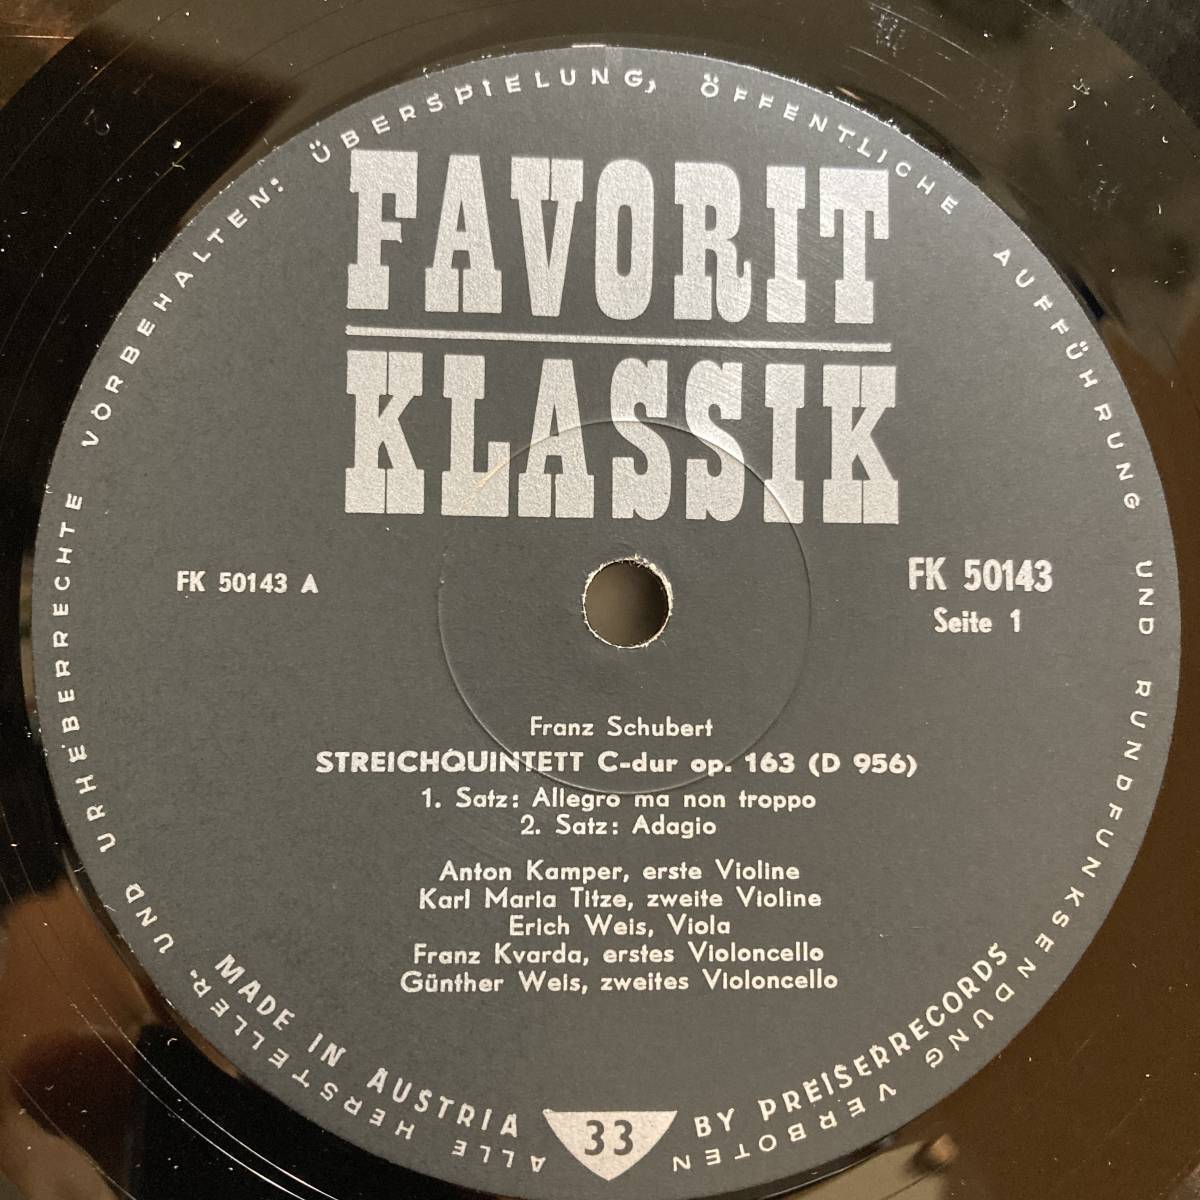 FAVORIT
KLASSIK
FK 50143 A
FK 50143
Seite 1
Franz Schubert
STREICHQUINTETT C-dur op. 163 (D 956)
1. Satz: Allegro ma non troppo
2. Satz: Adagio
Anton Kamper, erste Violine
Karl Maria Titze, zweite Violine
Erich Weis, Viola
Franz Kvarda, erstes Violoncello
Günther Weis, zweites Violoncello
MADE IN AUSTRIA
33
BY PREISERRECORDS
ALLE HERSTELLER- UND URHEBERRECHTE VORBEHALTEN: ÜBERSPIELUNG, ÖFFENTLICHE AUFFÜHRUNG UND RUNDFUNKSENDUNG VERBOTEN